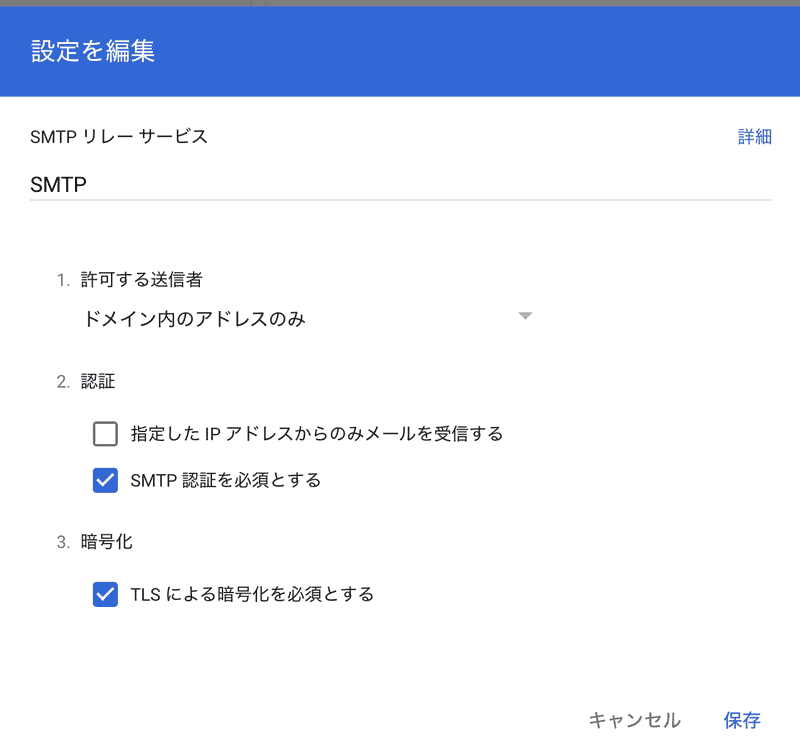 設定を編集
SMTP リレー サービス 詳細
SMTP
1. 許可する送信者
ドメイン内のアドレスのみ
2. 認証
指定した IP アドレスからのみメールを受信する
SMTP 認証を必須とする
3. 暗号化
TLS による暗号化を必須とする
キャンセル 保存